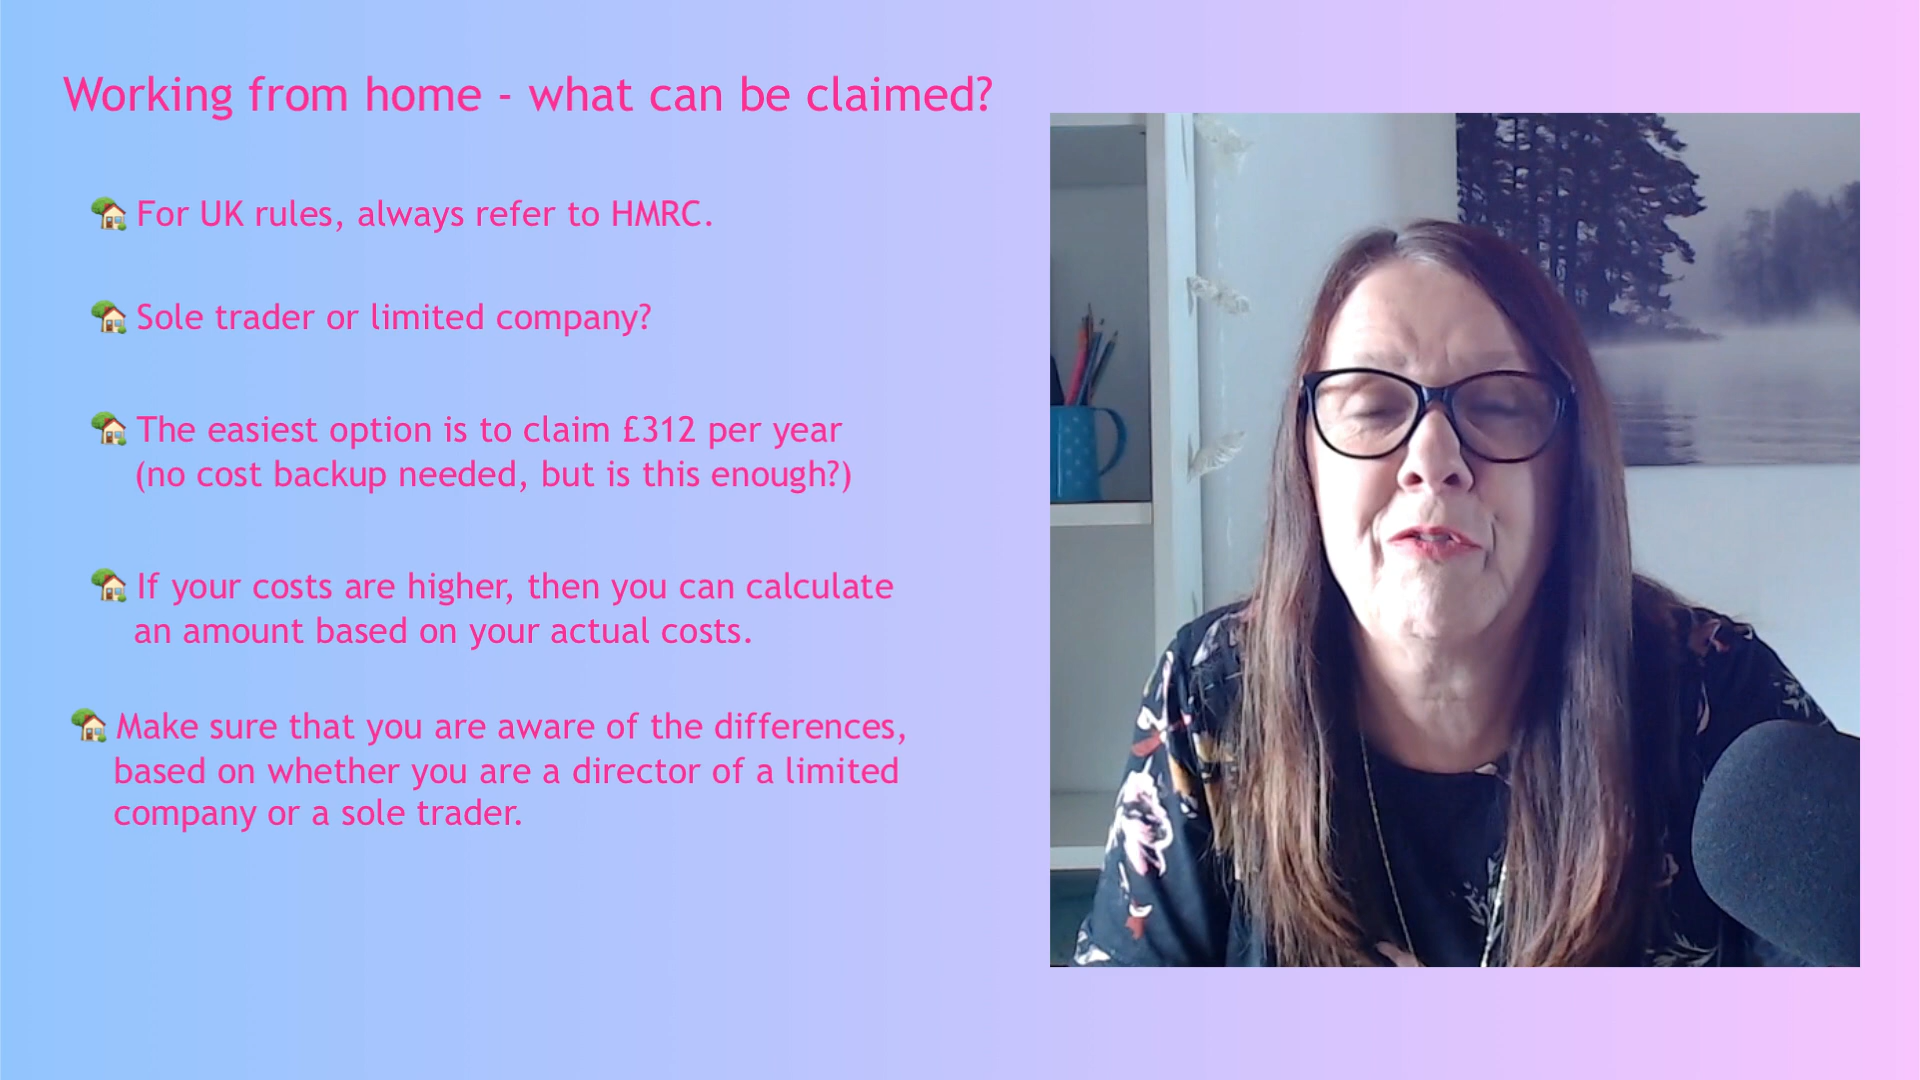 Working from home - what can be claimed?
For UK rules, always refer to HMRC.
Sole trader or limited company?
The easiest option is to claim £312 per year
(no cost backup needed, but is this enough?)
If your costs are higher, then you can calculate
an amount based on your actual costs.
Make sure that you are aware of the differences,
based on whether you are a director of a limited
company or a sole trader.